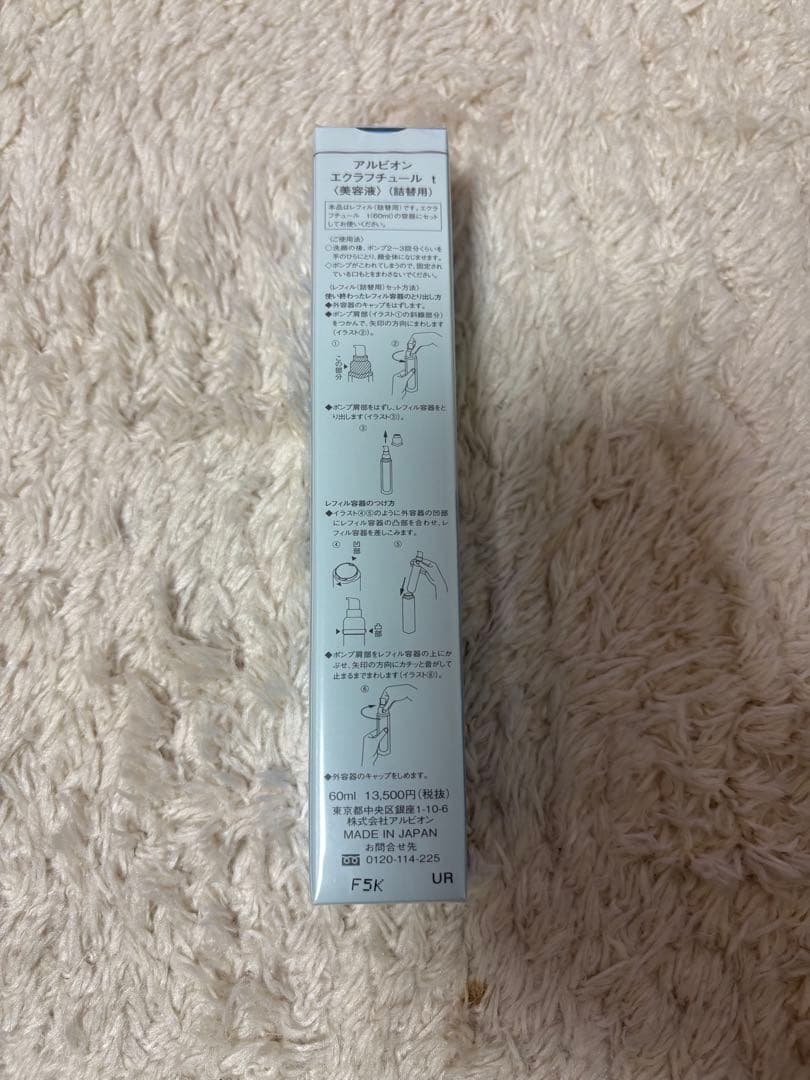 アルビオン
エクラフチュール t
〈美容液〉(詰替用)
本品はレフィル(詰替用)です。エクラ
フチュール t(60ml)の容器にセット
してお使いください。
〈ご使用法〉
○洗顔の後、ポンプ2～3回分くらいを
手のひらにとり、顔全体になじませます。
◇ポンプがこわれてしまうので、固定され
ている口もとをまわさないでください。
〈レフィル(詰替用)セット方法〉
使い終わったレフィル容器のとり出し方
◆外容器のキャップをはずします。
◆ポンプ肩部(イラスト①の斜線部分)
をつかんで、矢印の方向にまわします
(イラスト②)。
① ②
この部分
◆ポンプ肩部をはずし、レフィル容器をと
り出します(イラスト③)。
③
レフィル容器のつけ方
◆イラスト④⑤のように外容器の凹部
にレフィル容器の凸部を合わせ、レ
フィル容器を差しこみます。
④ 凹部 ⑤
凸部
◆ポンプ肩部をレフィル容器の上にか
ぶせ、矢印の方向にカチッと音がして
止まるまでまわします(イラスト⑥)。
⑥
◆外容器のキャップをしめます。
60ml 13,500円(税抜)
東京都中央区銀座1-10-6
株式会社アルビオン
MADE IN JAPAN
お問合せ先
0120-114-225
F5K UR